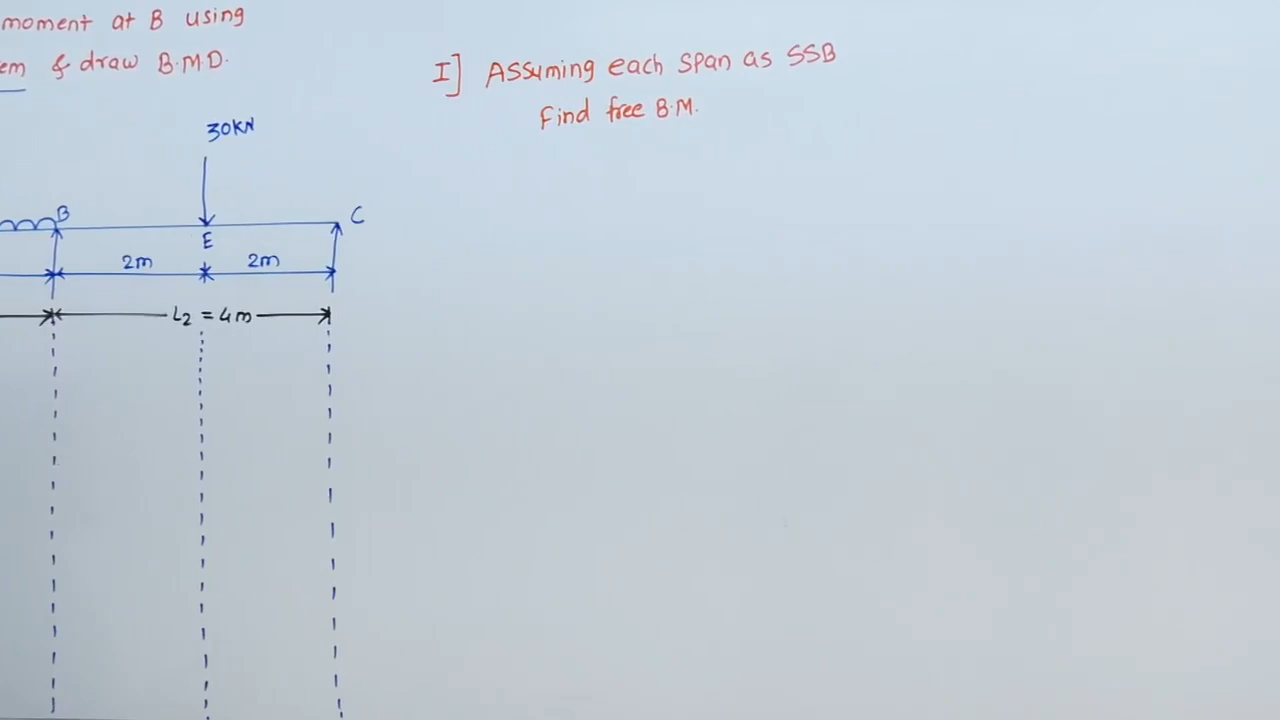 moment at B using
em & draw B.M.D.
I] Assuming each span as SSB
Find free B.M.
30KN
B
C
E
2m 2m
L2 = 4m